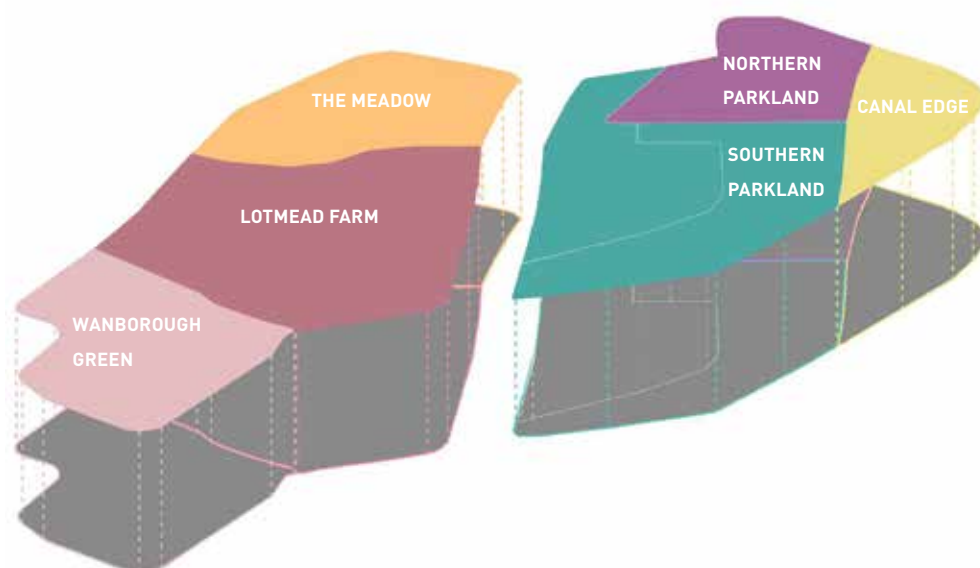 THE MEADOW
LOTMEAD FARM
WANBOROUGH
GREEN
NORTHERN
PARKLAND
CANAL EDGE
SOUTHERN
PARKLAND